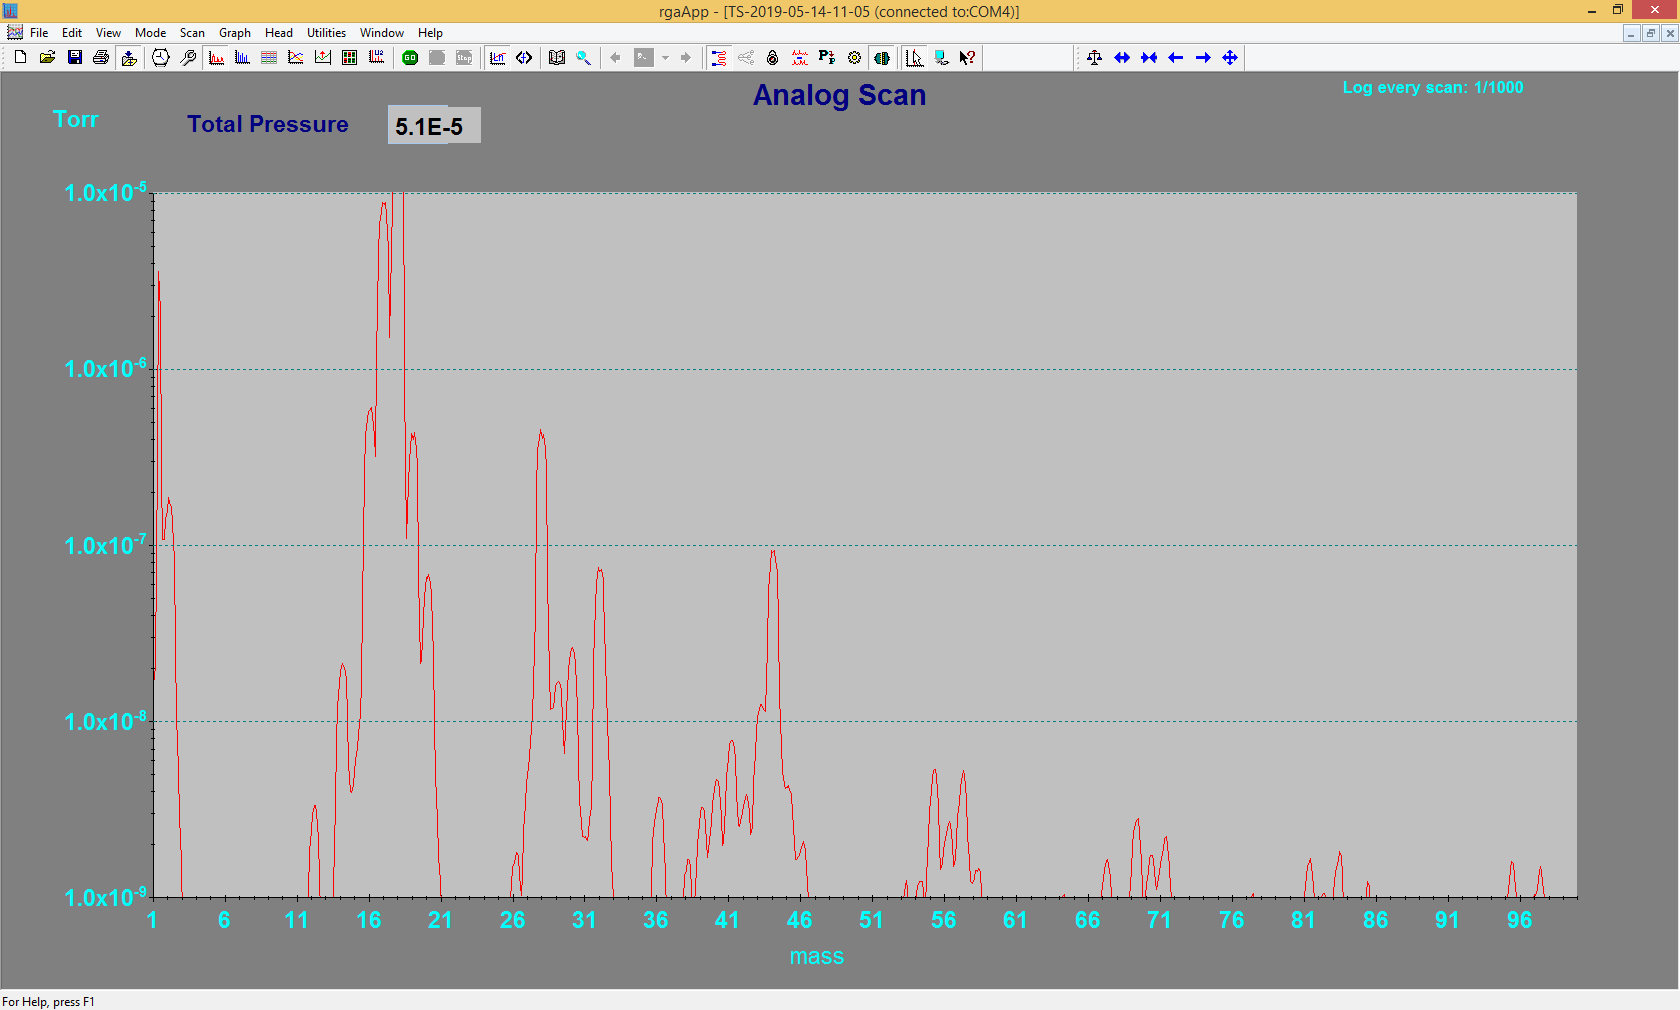 rgaApp - [TS-2019-05-14-11-05 (connected to:COM4)]
File Edit View Mode Scan Graph Head Utilities Window Help
GO Stop
Analog Scan
Log every scan: 1/1000
Torr
Total Pressure 5.1E-5
1.0x10-5
1.0x10-6
1.0x10-7
1.0x10-8
1.0x10-9
1 6 11 16 21 26 31 36 41 46 51 56 61 66 71 76 81 86 91 96
mass
For Help, press F1